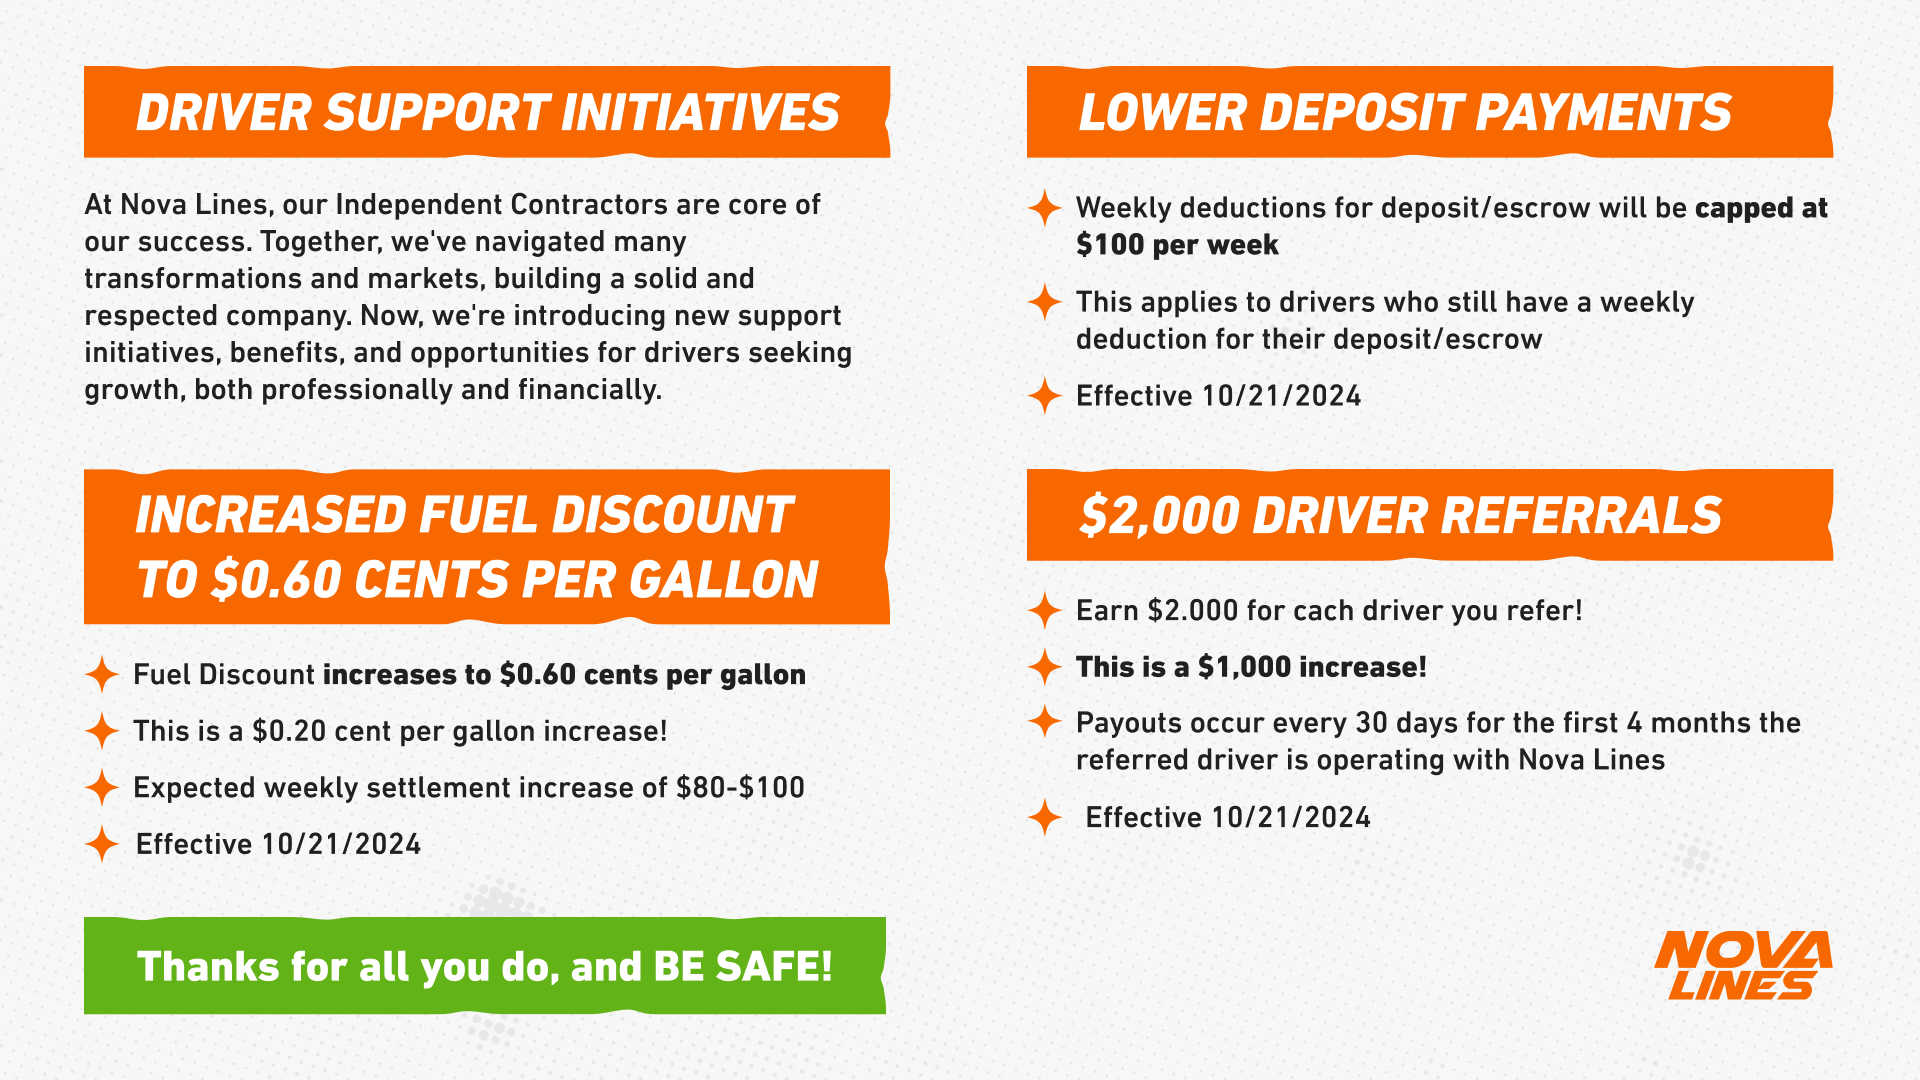 DRIVER SUPPORT INITIATIVES
At Nova Lines, our Independent Contractors are core of
our success. Together, we've navigated many
transformations and markets, building a solid and
respected company. Now, we're introducing new support
initiatives, benefits, and opportunities for drivers seeking
growth, both professionally and financially.
INCREASED FUEL DISCOUNT
TO $0.60 CENTS PER GALLON
Fuel Discount increases to $0.60 cents per gallon
This is a $0.20 cent per gallon increase!
Expected weekly settlement increase of $80-$100
Effective 10/21/2024
Thanks for all you do, and BE SAFE!
LOWER DEPOSIT PAYMENTS
Weekly deductions for deposit/escrow will be capped at
$100 per week
This applies to drivers who still have a weekly
deduction for their deposit/escrow
Effective 10/21/2024
$2,000 DRIVER REFERRALS
Earn $2.000 for cach driver you refer!
This is a $1,000 increase!
Payouts occur every 30 days for the first 4 months the
referred driver is operating with Nova Lines
Effective 10/21/2024
NOVA
LINES